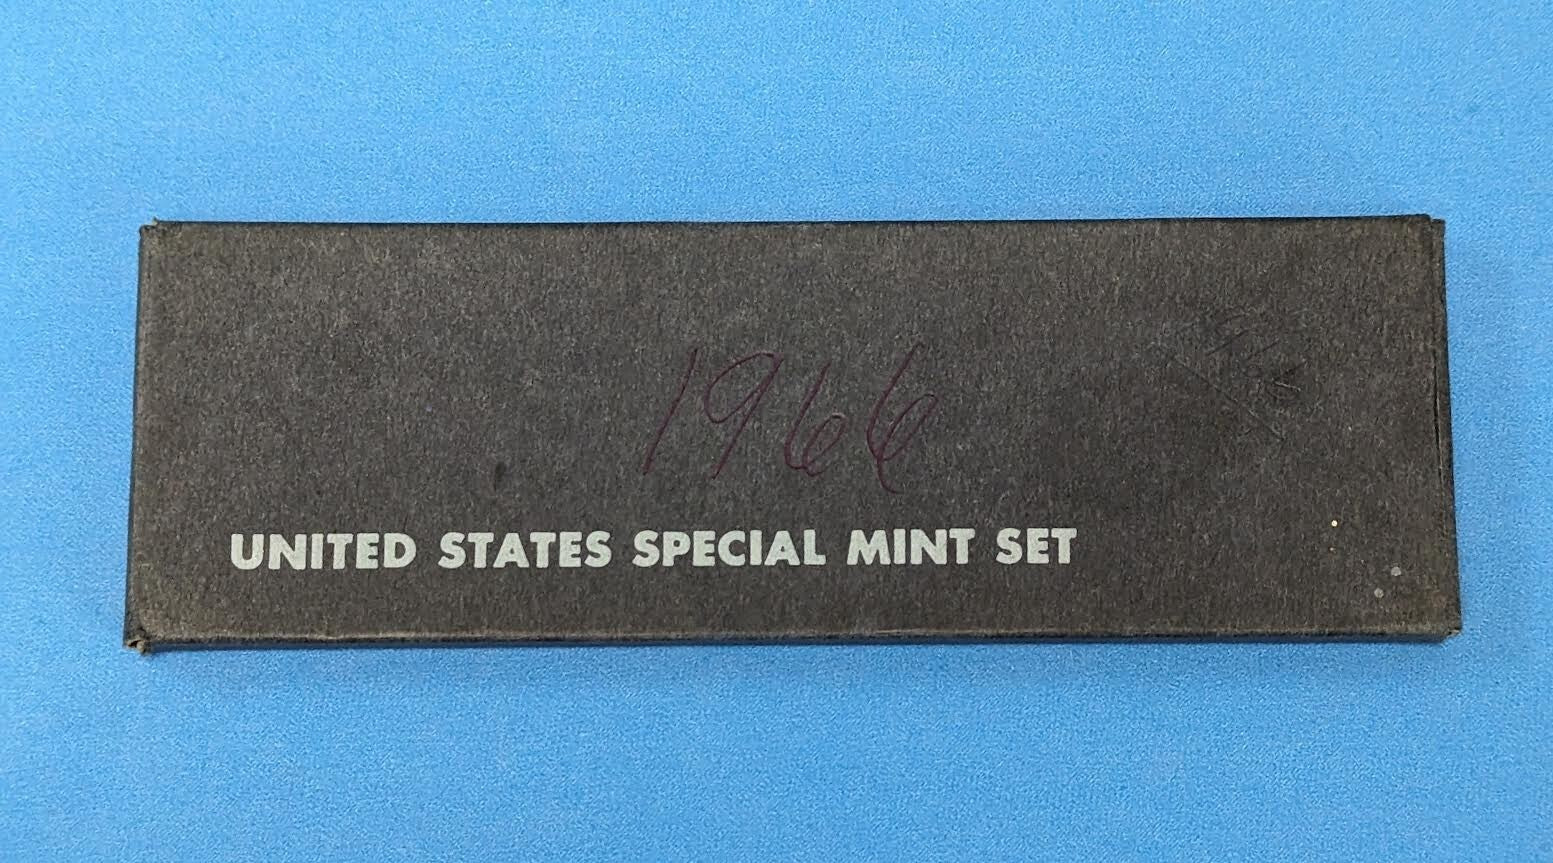 1966
UNITED STATES SPECIAL MINT SET